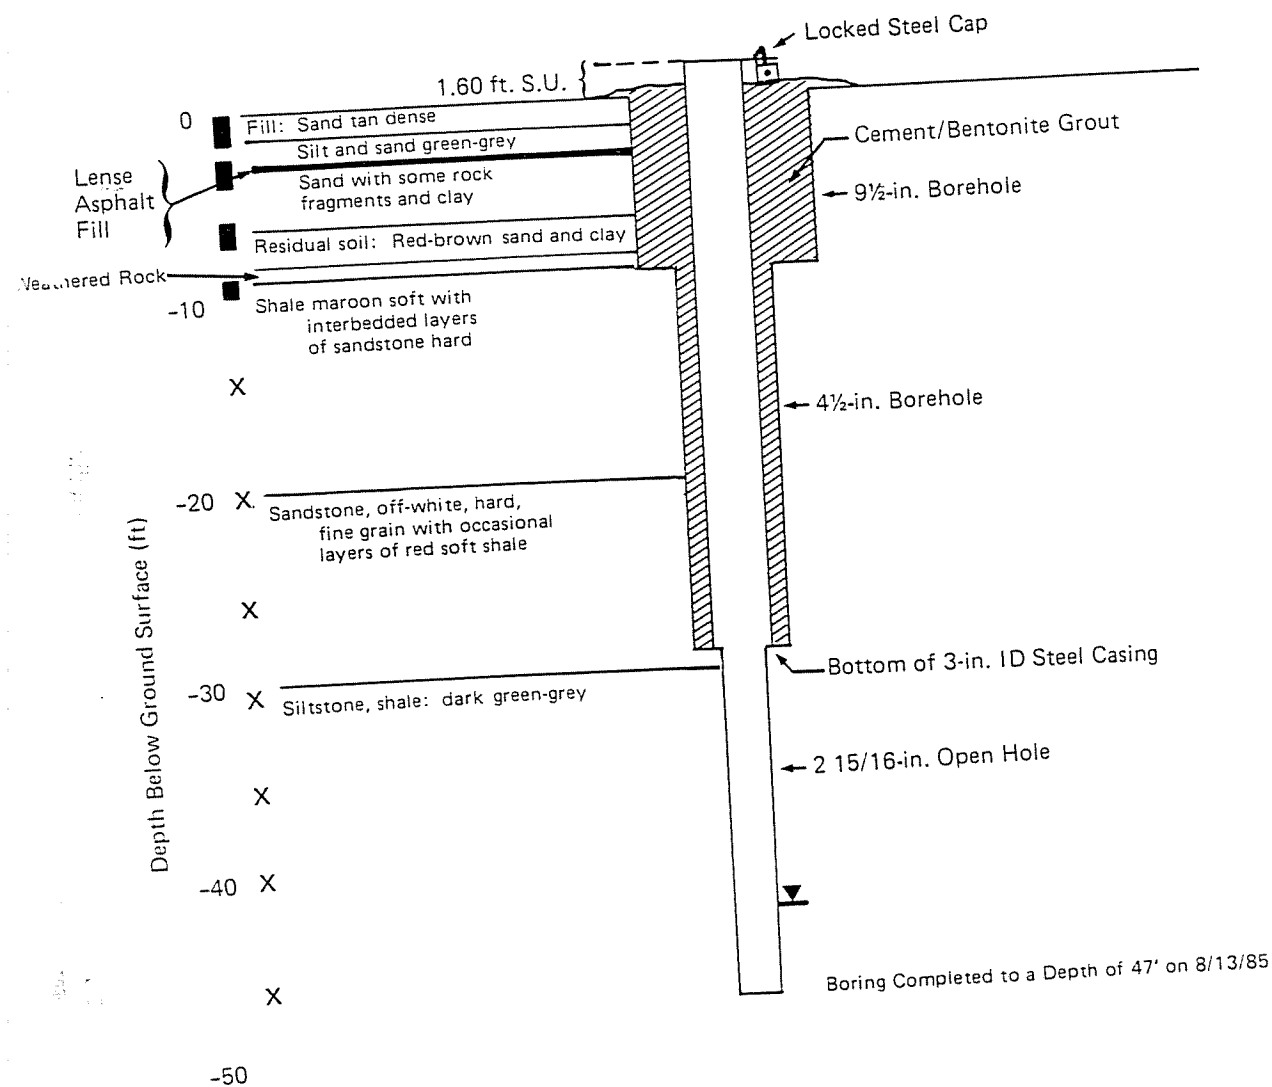 Locked Steel Cap
1.60 ft. S.U.
0
Fill: Sand tan dense
Cement/Bentonite Grout
Silt and sand green-grey
Lense
Asphalt
Fill
Sand with some rock
fragments and clay
9½-in. Borehole
Residual soil: Red-brown sand and clay
Weathered Rock
-10
Shale maroon soft with
interbedded layers
of sandstone hard
X
4½-in. Borehole
-20
X
Sandstone, off-white, hard,
fine grain with occasional
layers of red soft shale
Depth Below Ground Surface (ft)
X
Bottom of 3-in. ID Steel Casing
-30
X
Siltstone, shale: dark green-grey
2 15/16-in. Open Hole
X
-40
X
Boring Completed to a Depth of 47' on 8/13/85
X
-50